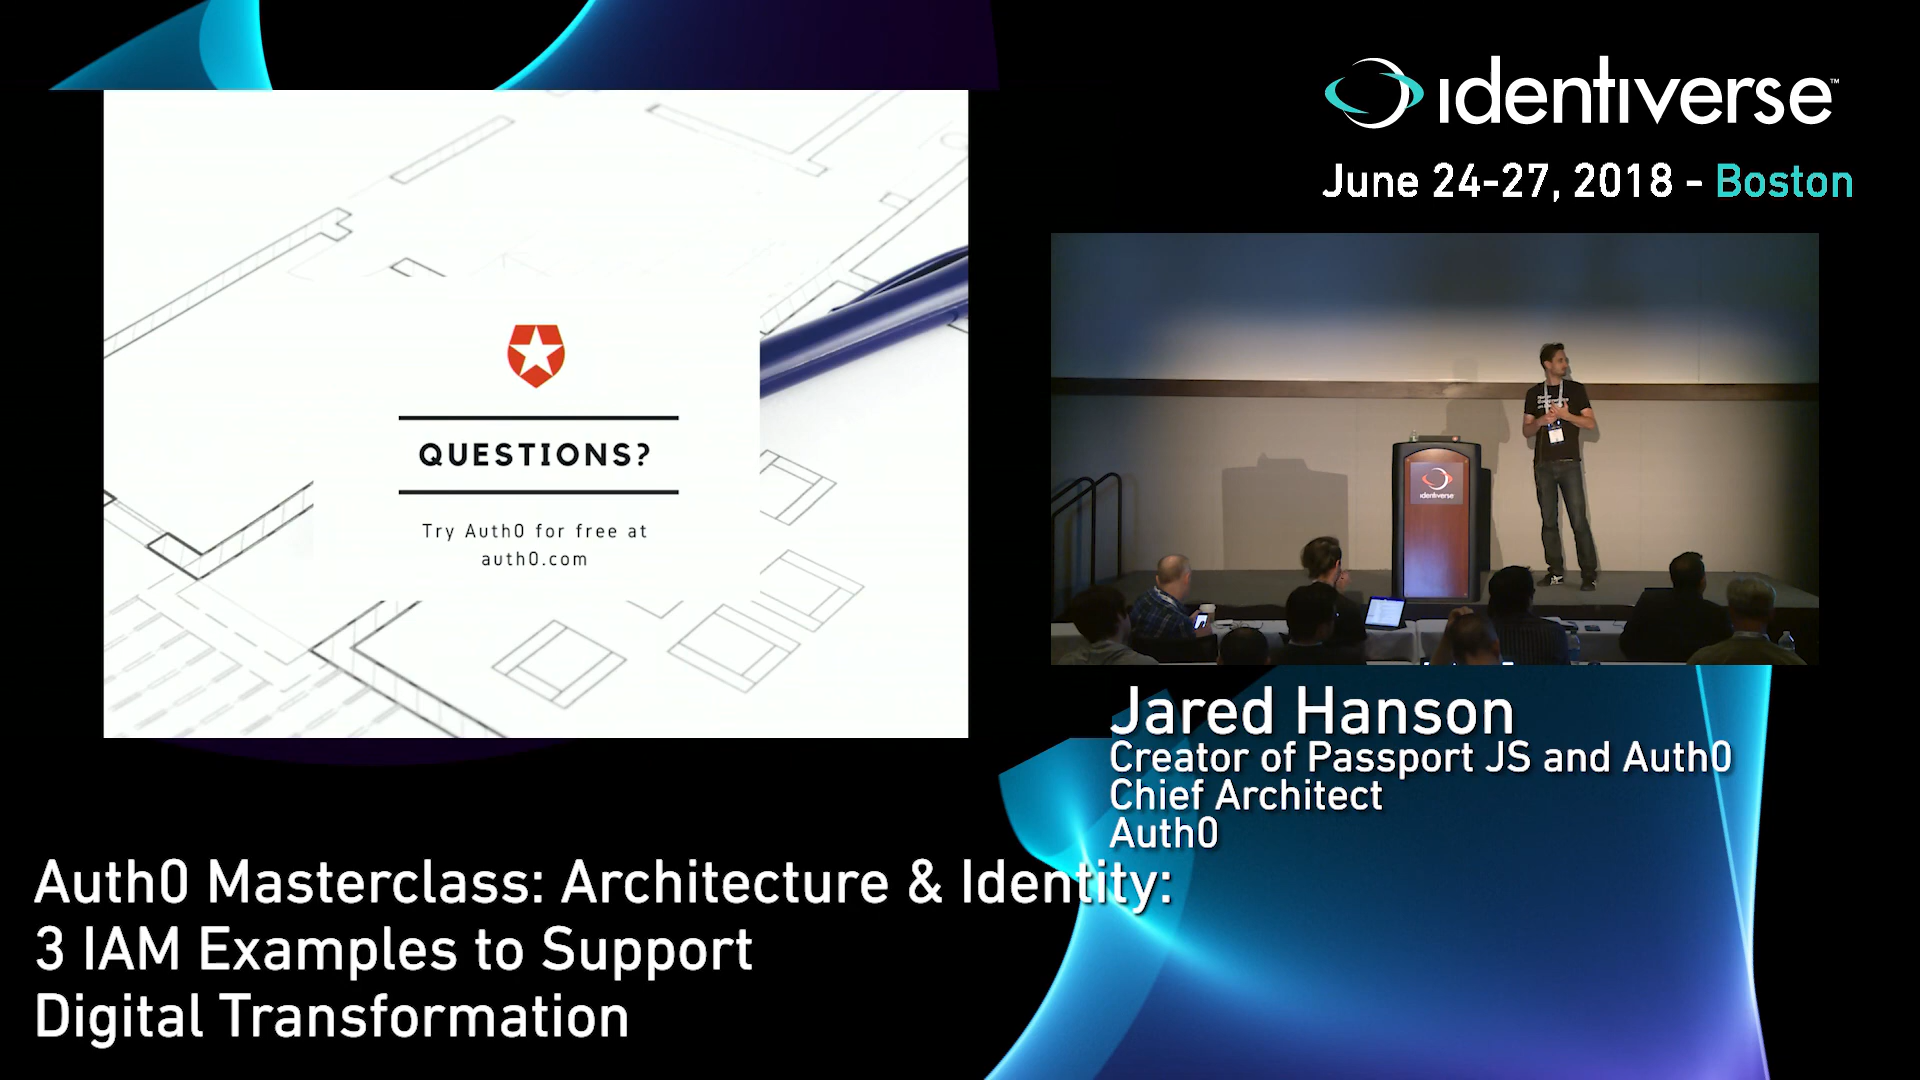 identiverse™
June 24-27, 2018 - Boston
QUESTIONS?
Try Auth0 for free at
auth0.com
identiverse
Jared Hanson
Creator of Passport JS and Auth0
Chief Architect
Auth0
Auth0 Masterclass: Architecture & Identity:
3 IAM Examples to Support
Digital Transformation